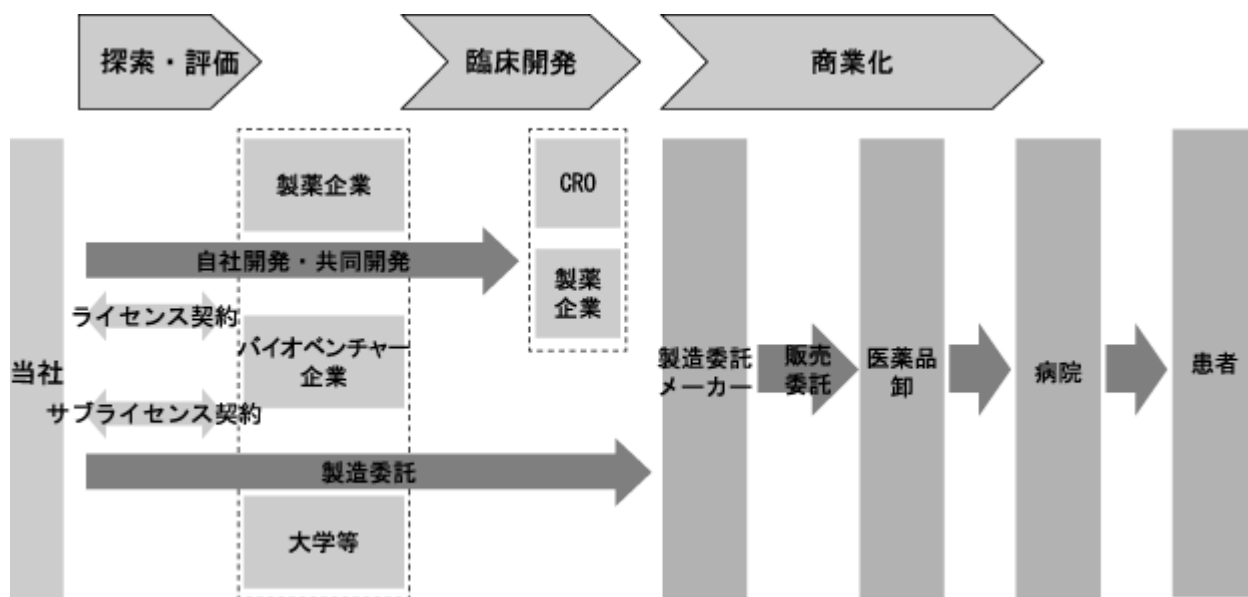 探索・評価
臨床開発
商業化
当社
製薬企業
自社開発・共同開発
ライセンス契約
バイオベンチャー
企業
サブライセンス契約
製造委託
大学等
CRO
製薬
企業
製造委託
メーカー
販売
委託
医薬品
卸
病院
患者